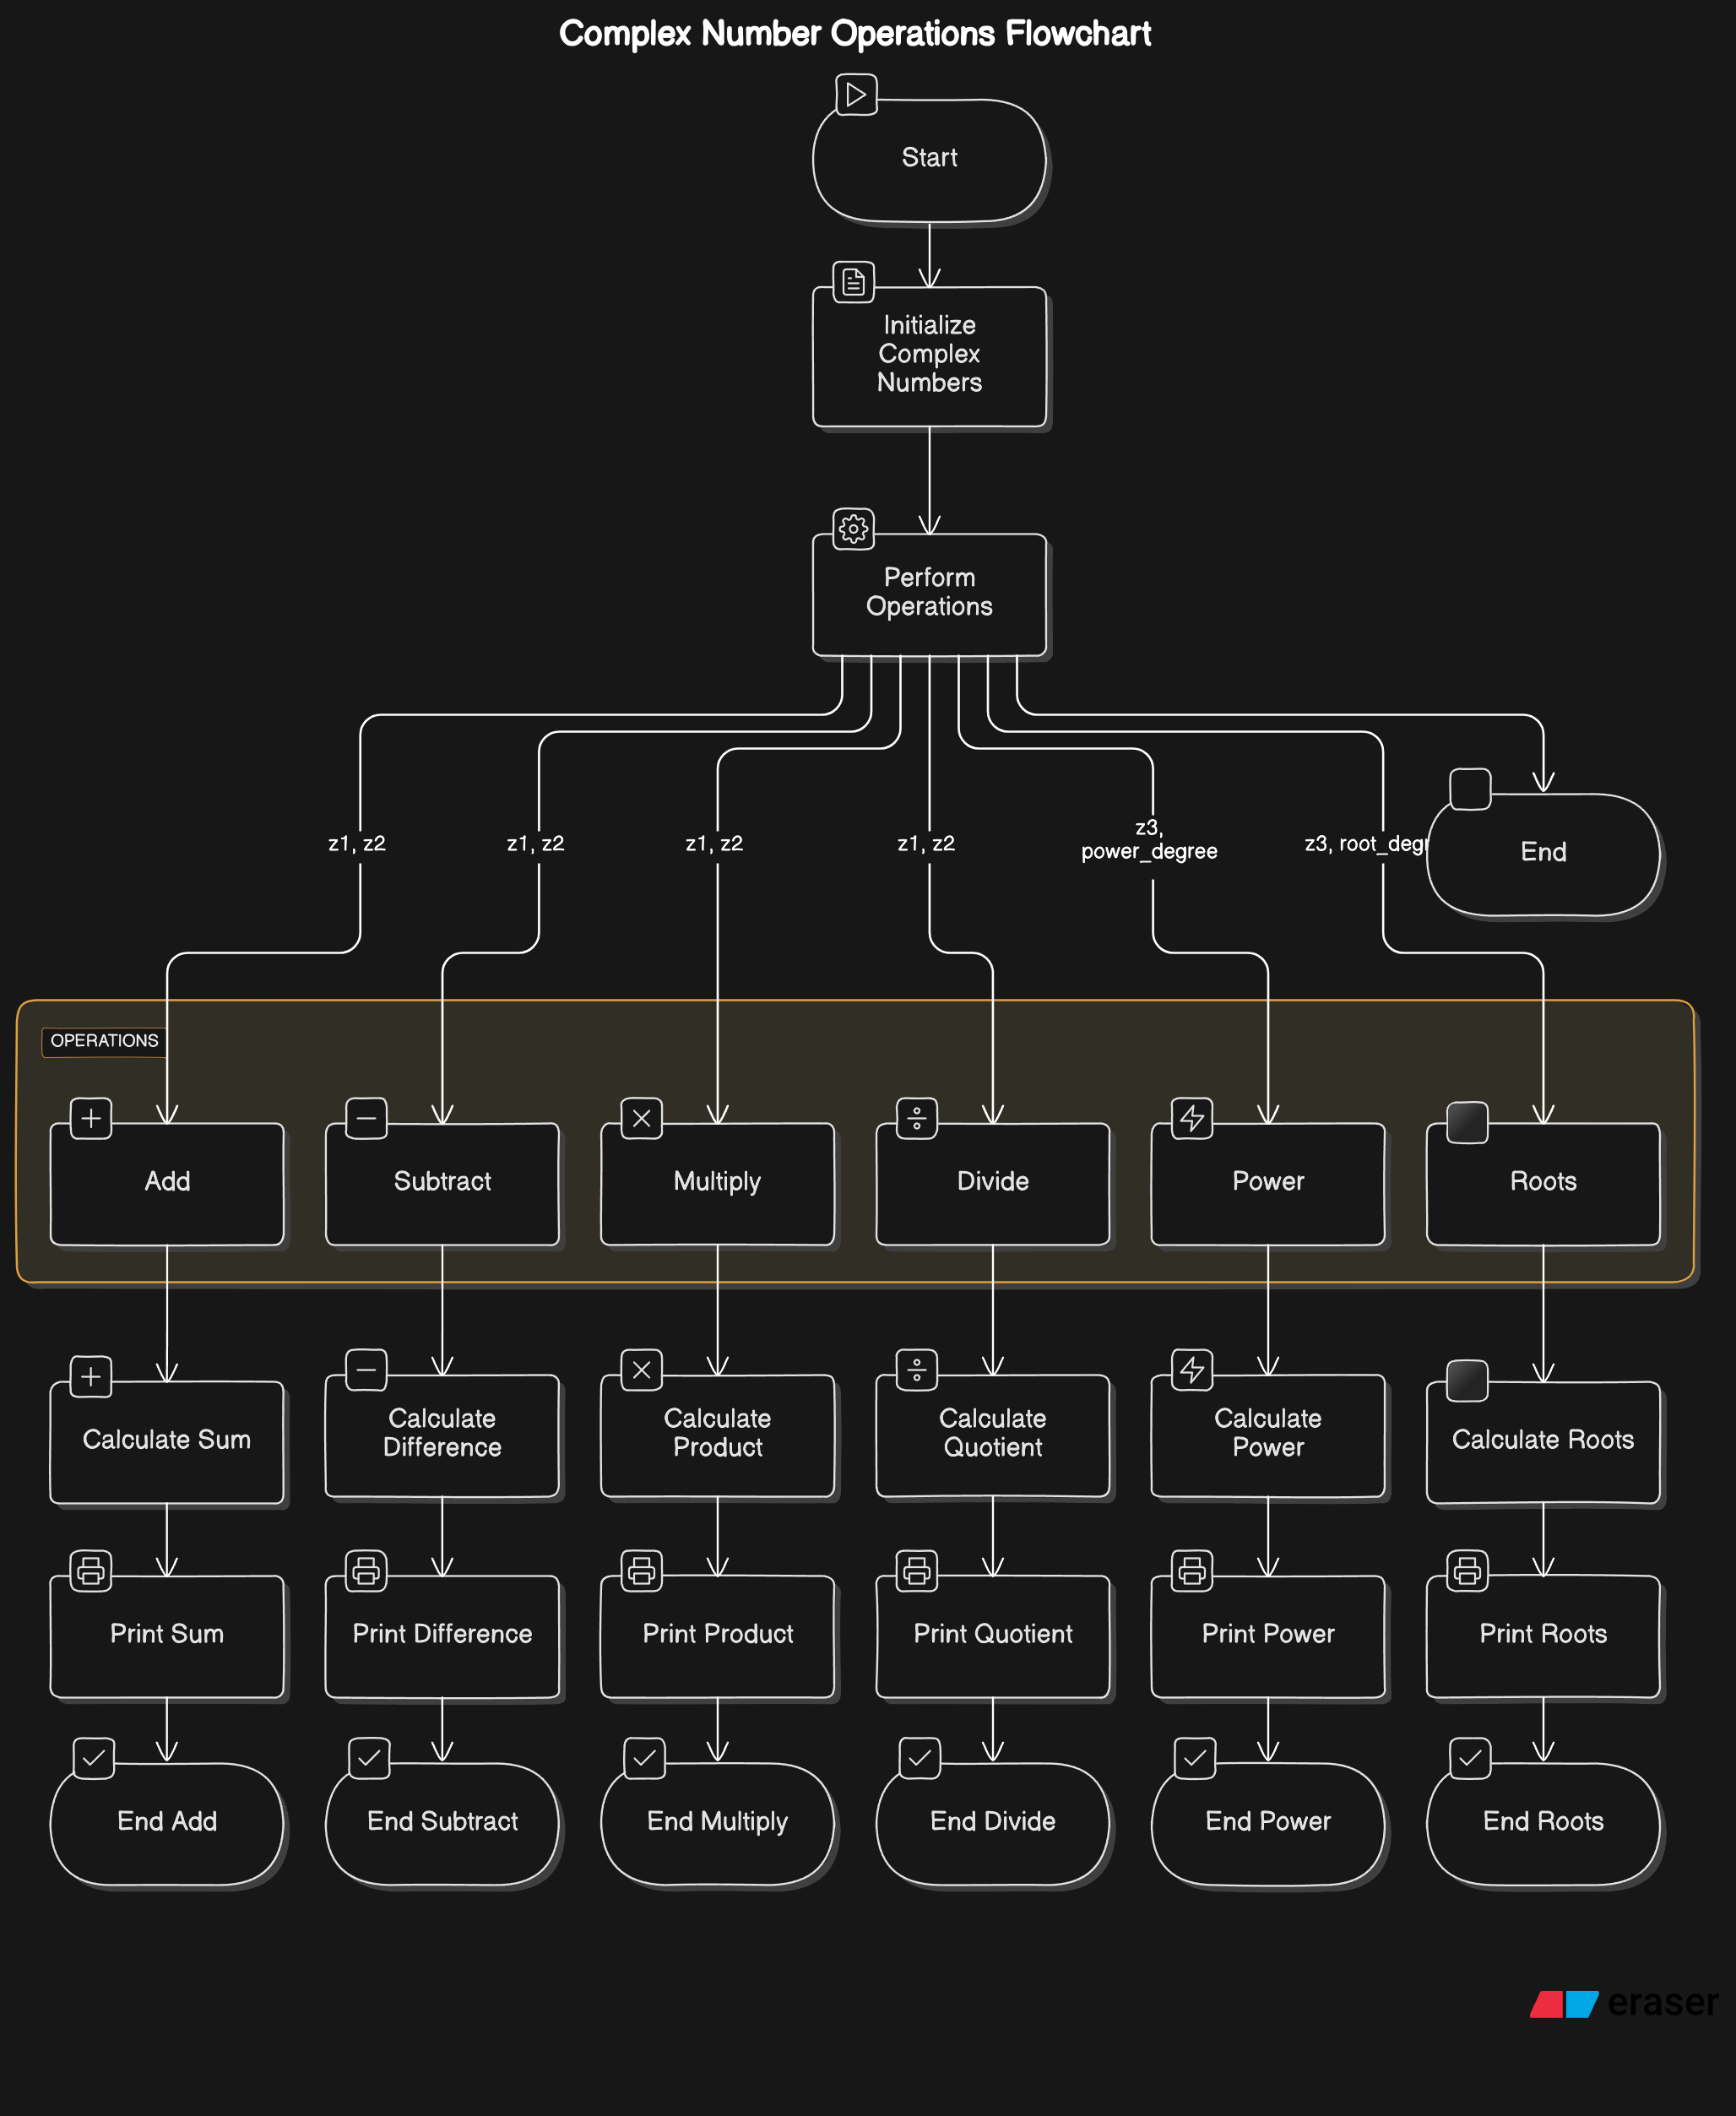 Complex Number Operations Flowchart
Start
Initialize
Complex
Numbers
Perform
Operations
z1, z2
z1, z2
z1, z2
z1, z2
z3,
power_degree
z3, root_degr
End
OPERATIONS
Add
Subtract
Multiply
Divide
Power
Roots
Calculate Sum
Calculate
Difference
Calculate
Product
Calculate
Quotient
Calculate
Power
Calculate Roots
Print Sum
Print Difference
Print Product
Print Quotient
Print Power
Print Roots
End Add
End Subtract
End Multiply
End Divide
End Power
End Roots
eraser